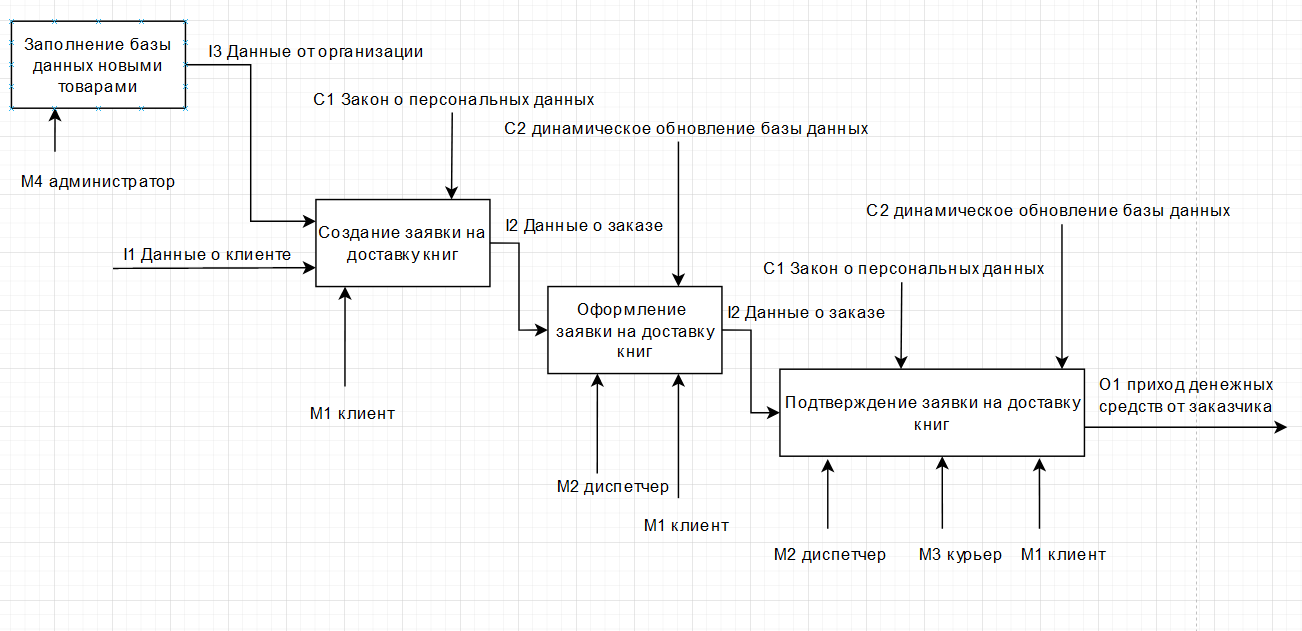 Заполнение базы
данных новыми
товарами
I3 Данные от организации
C1 Закон о персональных данных
C2 динамическое обновление базы данных
M4 администратор
C2 динамическое обновление базы данных
Создание заявки на
доставку книг
I2 Данные о заказе
I1 Данные о клиенте
C1 Закон о персональных данных
Оформление
заявки на доставку
книг
I2 Данные о заказе
O1 приход денежных
средств от заказчика
Подтверждение заявки на доставку
книг
M1 клиент
M2 диспетчер
M1 клиент
M2 диспетчер
M3 курьер
M1 клиент